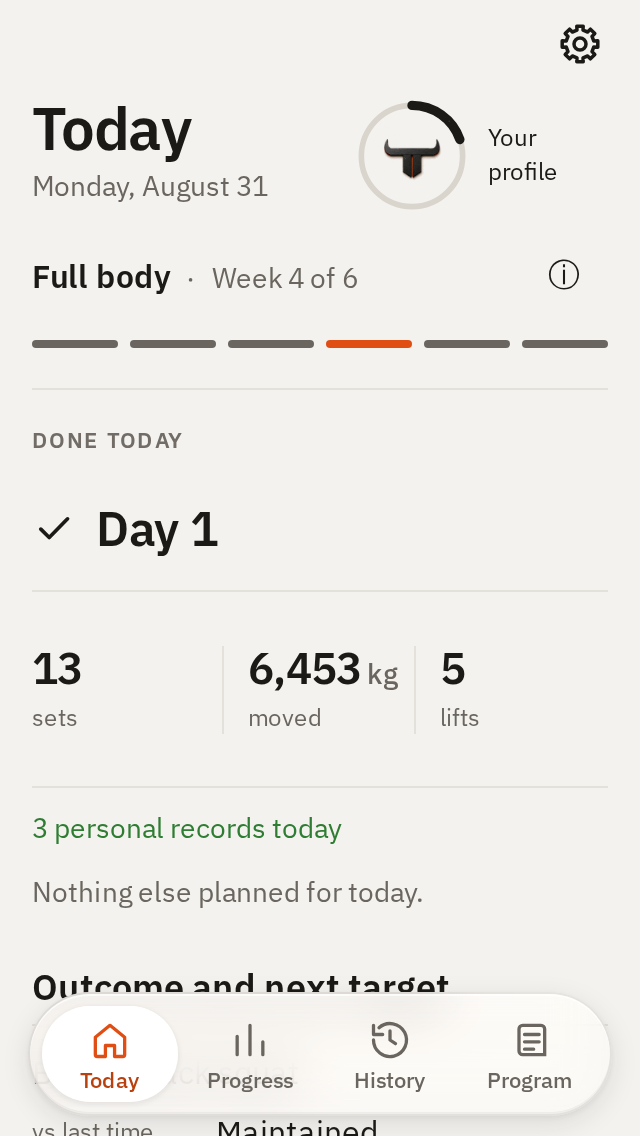 Today
Monday, August 31
Your
profile
Full body · Week 4 of 6
DONE TODAY
Day 1
13
sets
6,453 kg
moved
5
lifts
3 personal records today
Nothing else planned for today.
Outcome and next target
vs last time Maintained
Today
Progress
History
Program